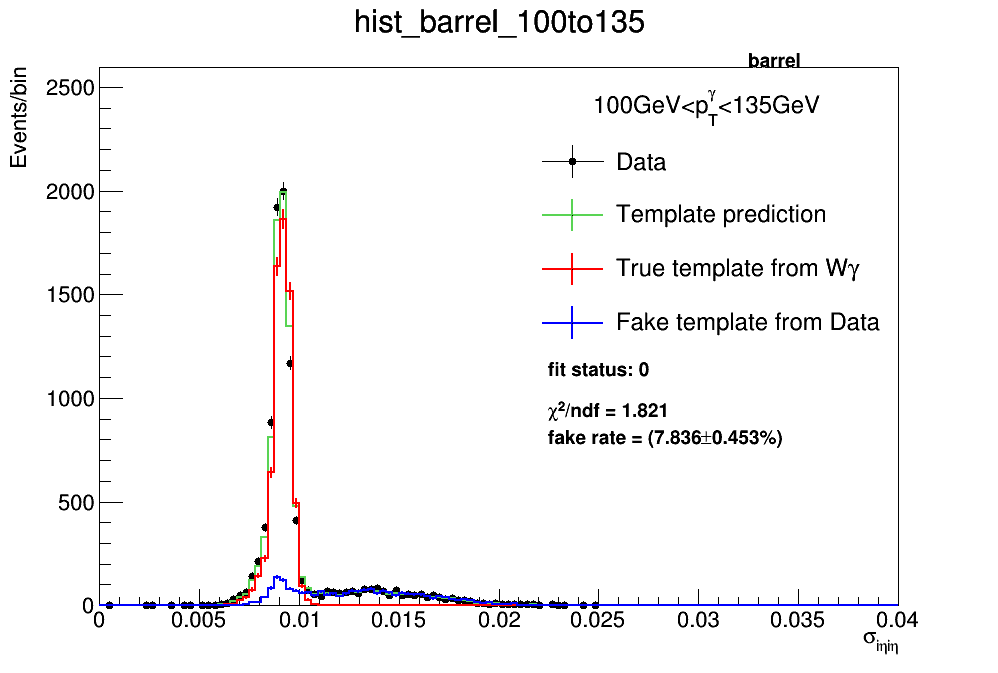 hist_barrel_100to135
barrel
Events/bin
2500
2000
1500
1000
500
0
100GeV<p_T^γ<135GeV
Data
Template prediction
True template from Wγ
Fake template from Data
fit status: 0
χ²/ndf = 1.821
fake rate = (7.836±0.453%)
0 0.005 0.01 0.015 0.02 0.025 0.03 0.035 0.04
σ_iηiη